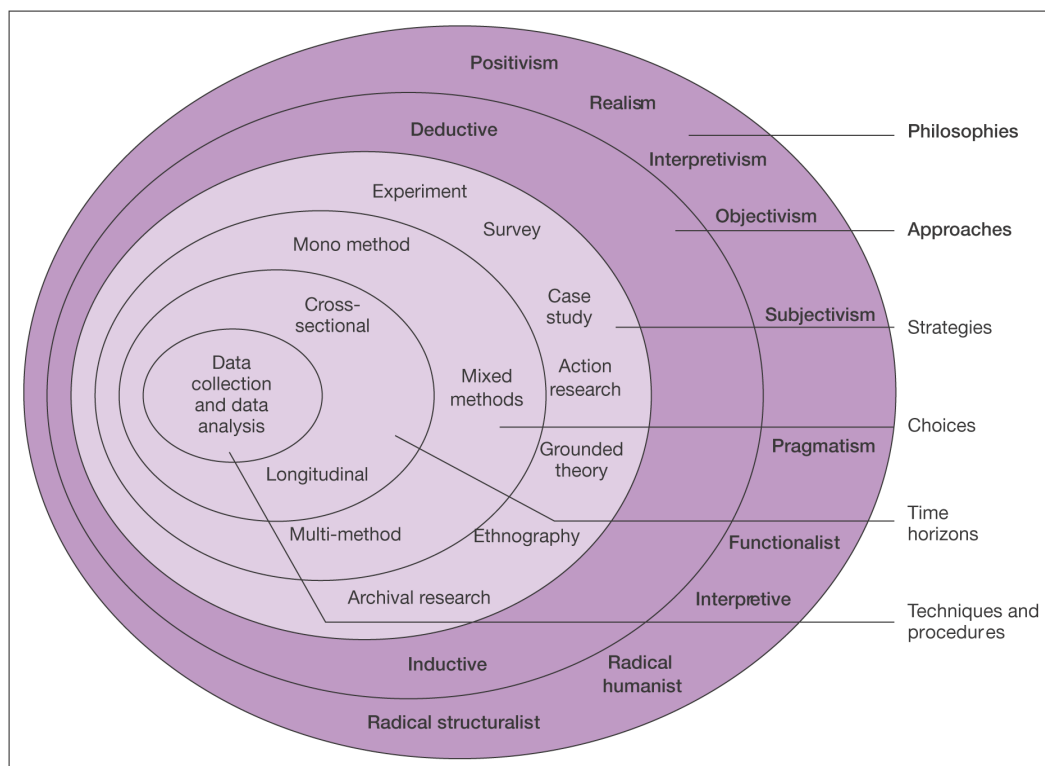 Positivism
Realism
Philosophies
Deductive
Interpretivism
Experiment
Objectivism
Approaches
Survey
Mono method
Case
study
Cross-
sectional
Subjectivism
Strategies
Data
collection
and data
analysis
Action
research
Mixed
methods
Choices
Pragmatism
Grounded
theory
Longitudinal
Time
horizons
Multi-method
Ethnography
Functionalist
Archival research
Interpretive
Techniques and
procedures
Inductive
Radical
humanist
Radical structuralist